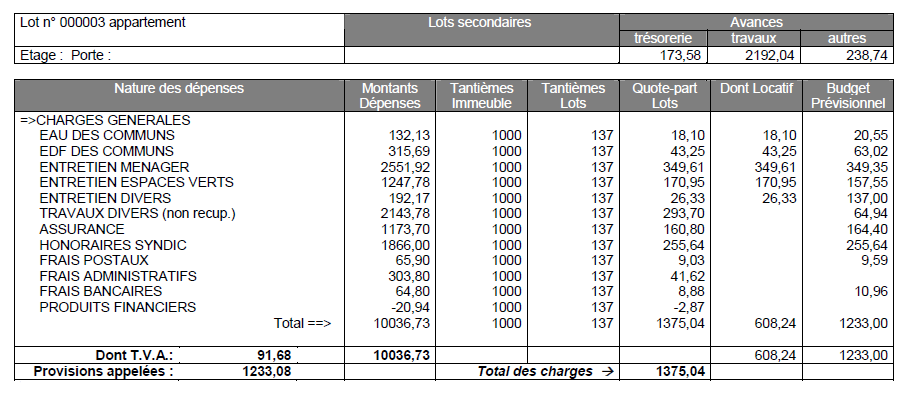 Lot n° 000003 appartement Lots secondaires Avances
trésorerie travaux autres
Etage : Porte : 173,58 2192,04 238,74
Nature des dépenses Montants Dépenses Tantièmes Immeuble Tantièmes Lots Quote-part Lots Dont Locatif Budget Prévisionnel
=>CHARGES GENERALES
EAU DES COMMUNS 132,13 1000 137 18,10 18,10 20,55
EDF DES COMMUNS 315,69 1000 137 43,25 43,25 63,02
ENTRETIEN MENAGER 2551,92 1000 137 349,61 349,61 349,35
ENTRETIEN ESPACES VERTS 1247,78 1000 137 170,95 170,95 157,55
ENTRETIEN DIVERS 192,17 1000 137 26,33 26,33 137,00
TRAVAUX DIVERS (non recup.) 2143,78 1000 137 293,70 64,94
ASSURANCE 1173,70 1000 137 160,80 164,40
HONORAIRES SYNDIC 1866,00 1000 137 255,64 255,64
FRAIS POSTAUX 65,90 1000 137 9,03 9,59
FRAIS ADMINISTRATIFS 303,80 1000 137 41,62
FRAIS BANCAIRES 64,80 1000 137 8,88 10,96
PRODUITS FINANCIERS -20,94 1000 137 -2,87
Total ==> 10036,73 1000 137 1375,04 608,24 1233,00
Dont T.V.A.: 91,68 10036,73 608,24 1233,00
Provisions appelées : 1233,08 Total des charges → 1375,04